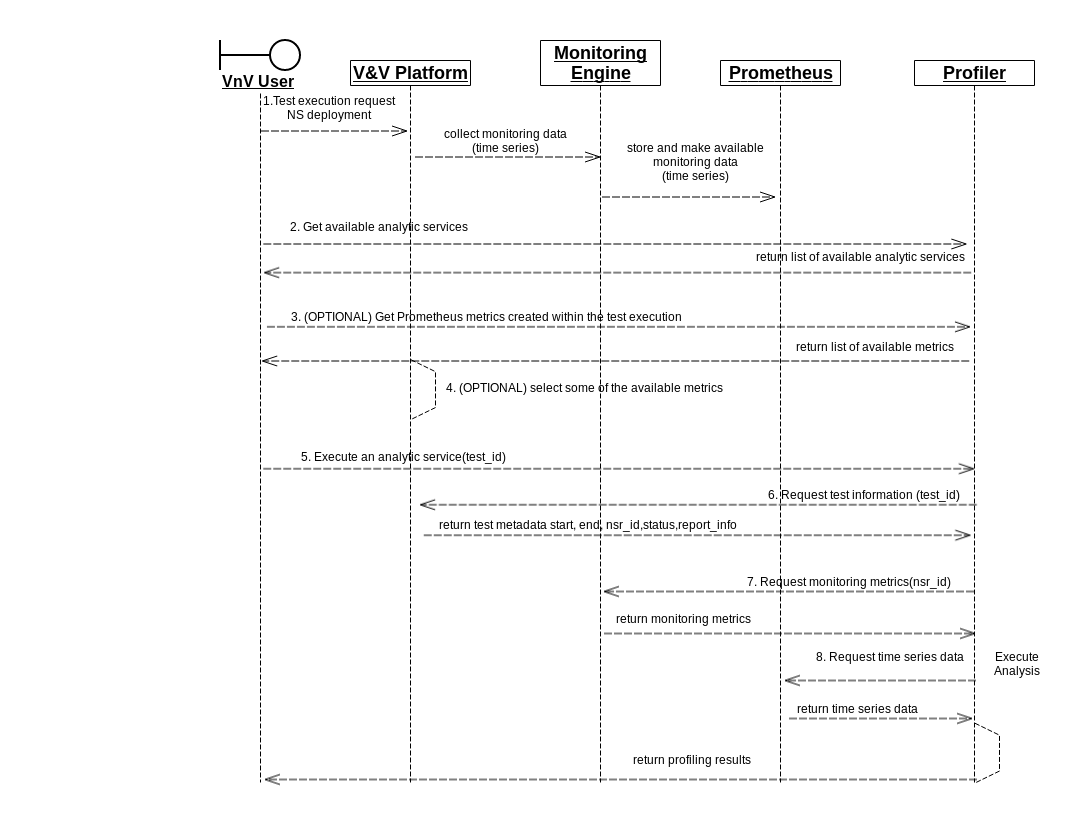 VnV User
V&V Platform
Monitoring
Engine
Prometheus
Profiler
1.Test execution request
NS deployment
collect monitoring data
(time series)
store and make available
monitoring data
(time series)
2. Get available analytic services
return list of available analytic services
3. (OPTIONAL) Get Prometheus metrics created within the test execution
return list of available metrics
4. (OPTIONAL) select some of the available metrics
5. Execute an analytic service(test_id)
6. Request test information (test_id)
return test metadata start, end, nsr_id,status,report_info
7. Request monitoring metrics(nsr_id)
return monitoring metrics
8. Request time series data
Execute
Analysis
return time series data
return profiling results